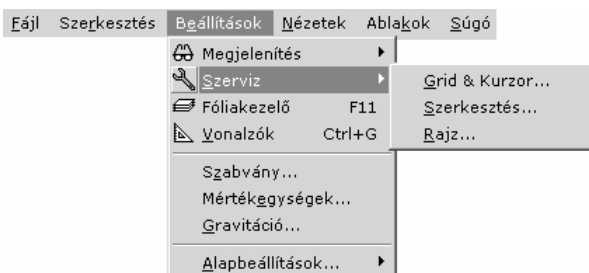 Fájl Szerkesztés Beállítások Nézetek Ablakok Súgó
Megjelenítés
Szerviz
Grid & Kurzor...
Fóliakezelő F11
Szerkesztés...
Vonalzók Ctrl+G
Rajz...
Szabvány...
Mértékegységek...
Gravitáció...
Alapbeállítások...